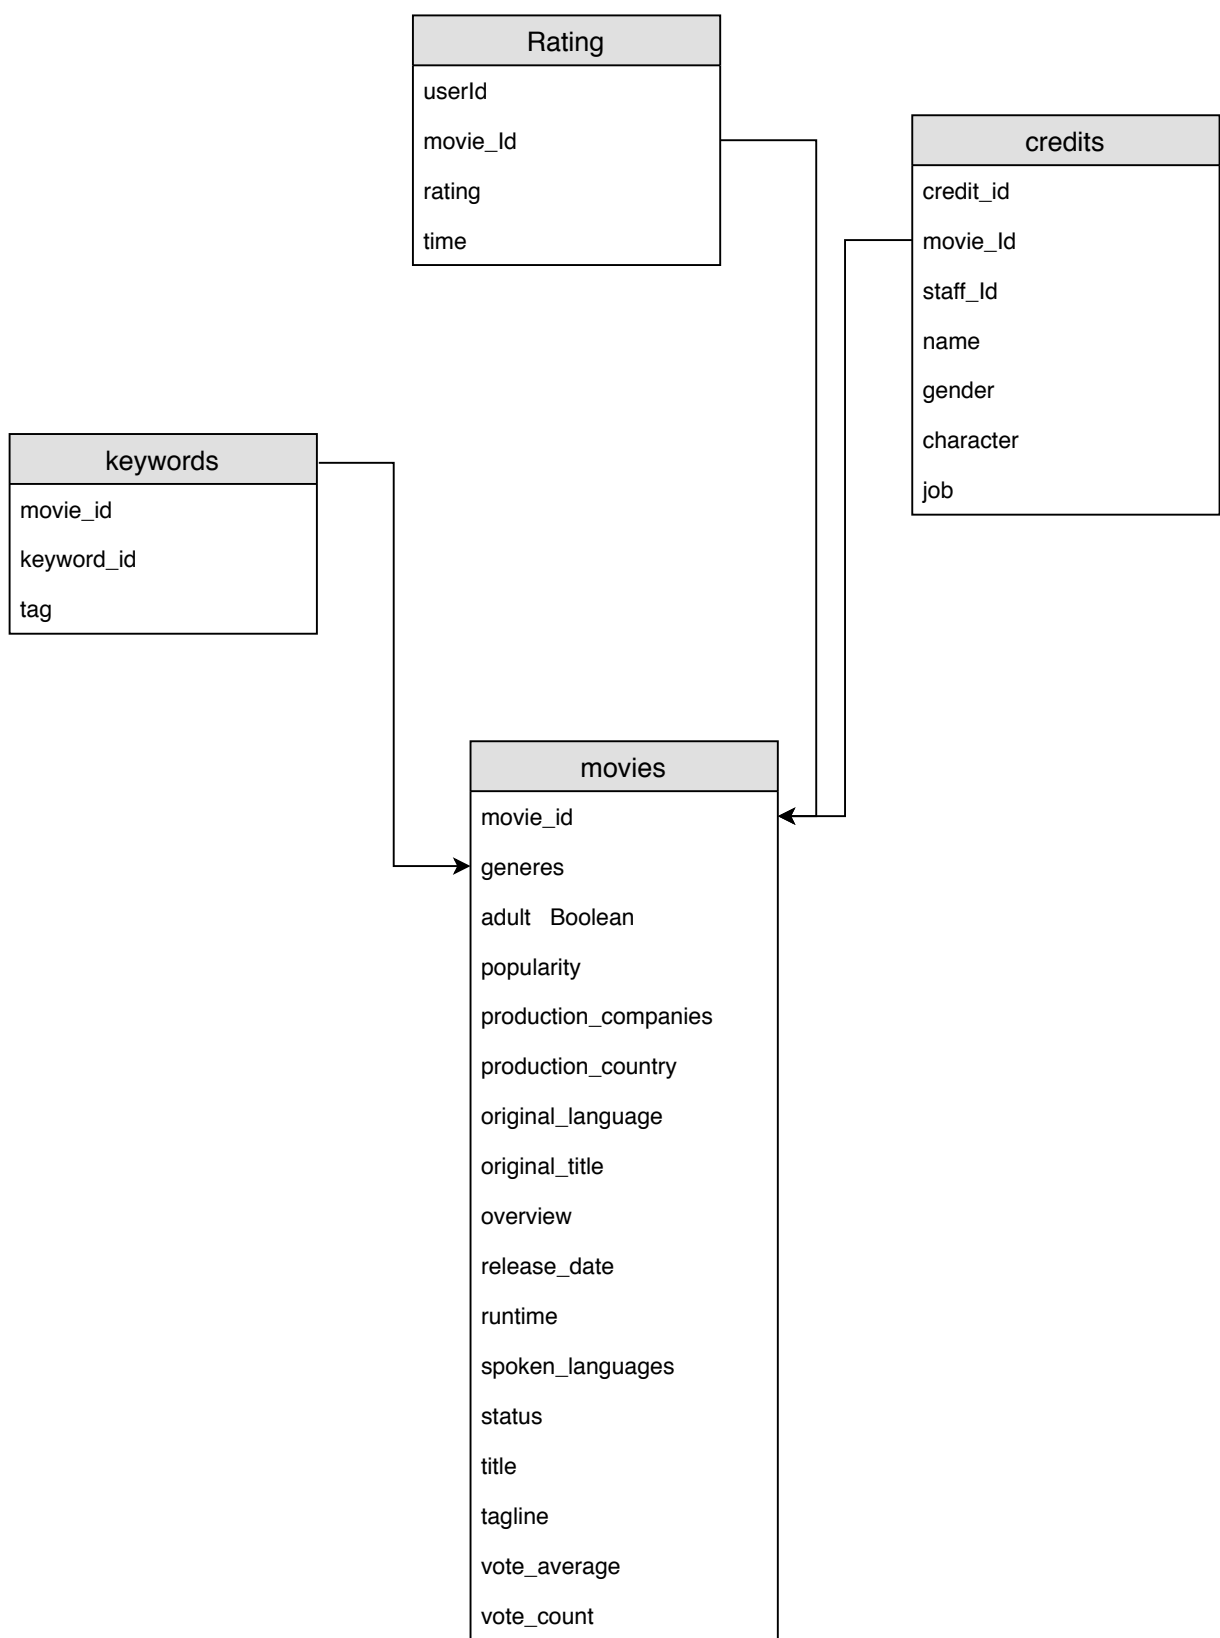 Rating
userId
movie_Id
rating
time
credits
credit_id
movie_Id
staff_Id
name
gender
character
job
keywords
movie_id
keyword_id
tag
movies
movie_id
generes
adult Boolean
popularity
production_companies
production_country
original_language
original_title
overview
release_date
runtime
spoken_languages
status
title
tagline
vote_average
vote_count